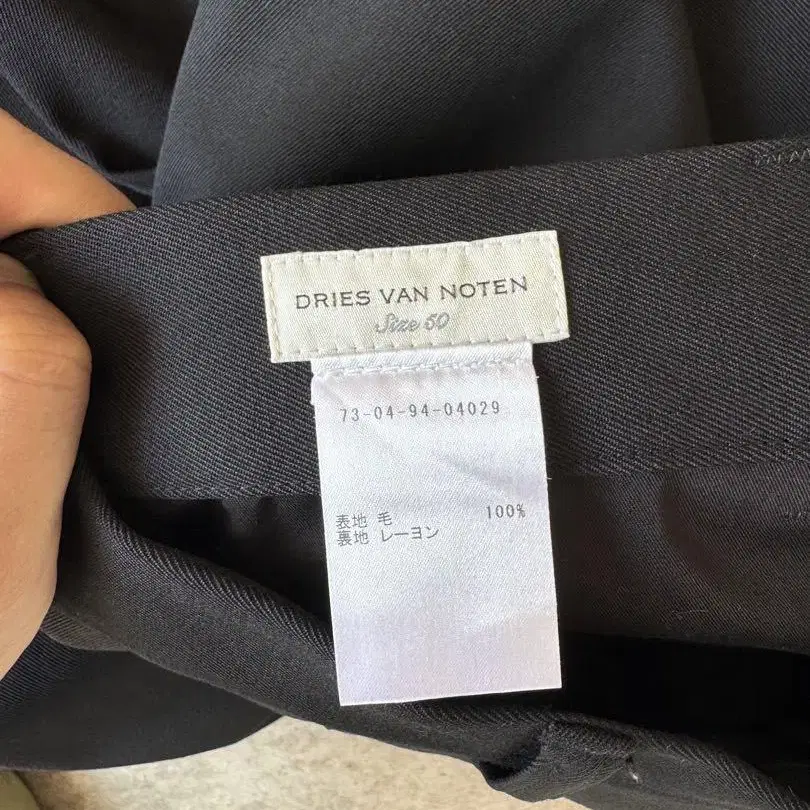 DRIES VAN NOTEN
Size 50
73-04-94-04029
表地 毛 100%
裏地 レーヨン